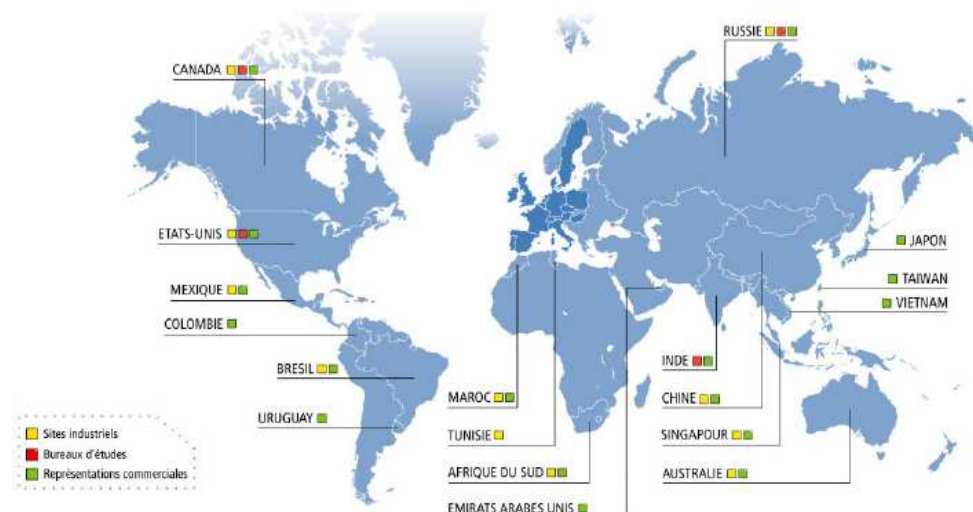 RUSSIE
CANADA
ETATS-UNIS
JAPON
TAIWAN
MEXIQUE
VIETNAM
COLOMBIE
BRESIL
INDE
MAROC
CHINE
URUGUAY
Sites industriels
TUNISIE
SINGAPOUR
Bureaux d'études
Représentations commerciales
AFRIQUE DU SUD
AUSTRALIE
EMIRATS ARABES UNIS